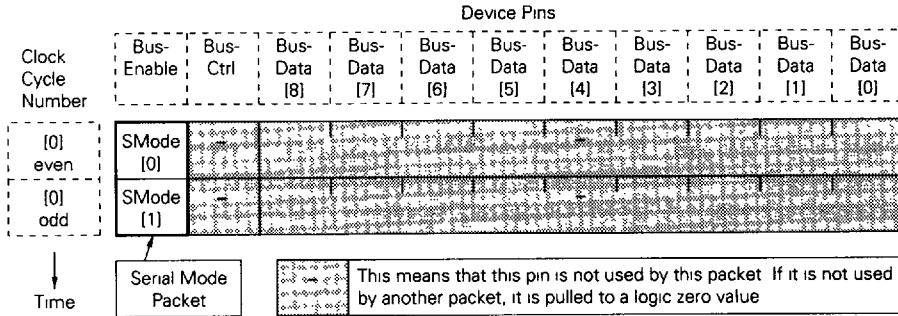 Device Pins
Clock
Cycle
Number
Bus-
Enable
Bus-
Ctrl
Bus-
Data
[8]
Bus-
Data
[7]
Bus-
Data
[6]
Bus-
Data
[5]
Bus-
Data
[4]
Bus-
Data
[3]
Bus-
Data
[2]
Bus-
Data
[1]
Bus-
Data
[0]
[0]
even
SMode
[0]
-
-
[0]
odd
SMode
[1]
-
-
Time
Serial Mode
Packet
-
This means that this pin is not used by this packet If it is not used
by another packet, it is pulled to a logic zero value